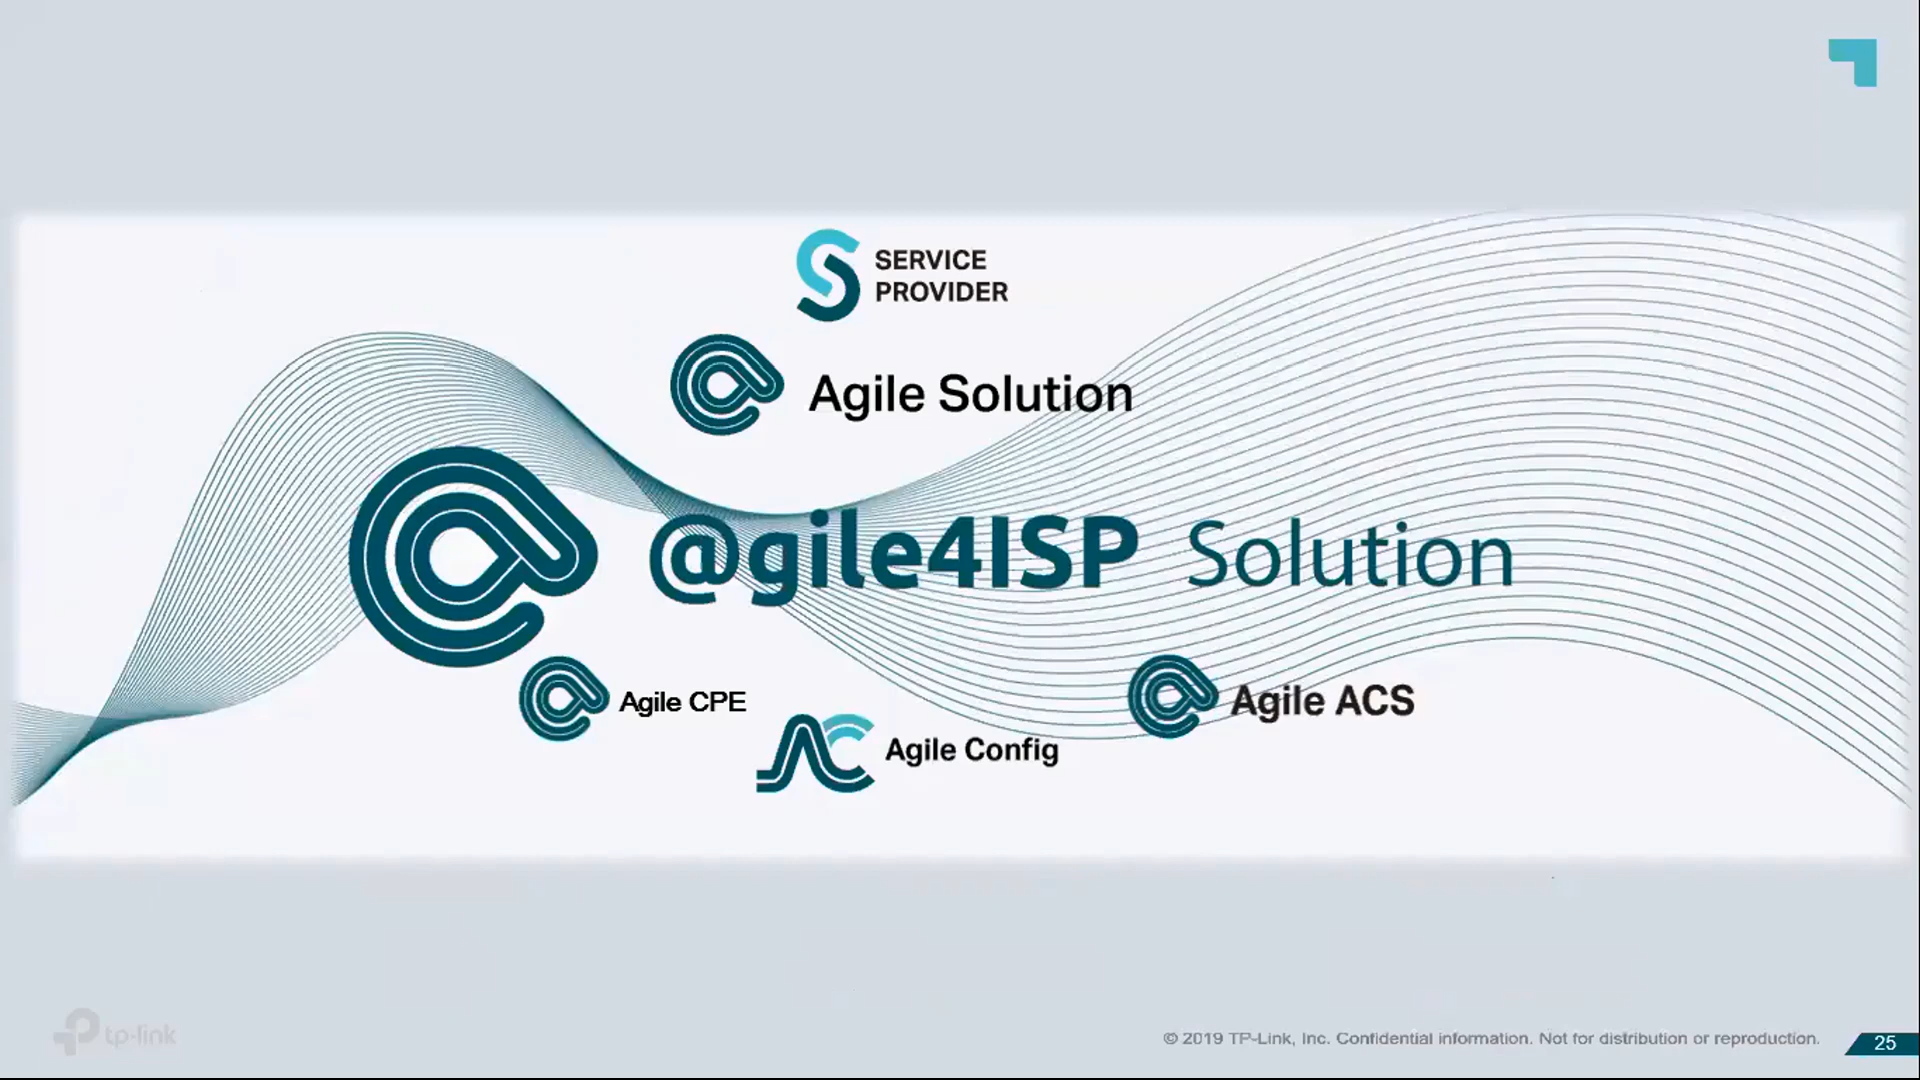 SERVICE
PROVIDER
Agile Solution
@gile4ISP Solution
Agile CPE
Agile ACS
Agile Config
tp-link
© 2019 TP-Link, Inc. Confidential information. Not for distribution or reproduction.
25